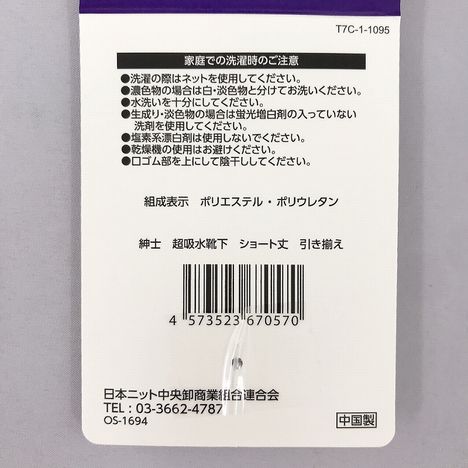 T7C-1-1095
家庭での洗濯時のご注意
●洗濯の際はネットを使用してください。
●濃色物の場合は白・淡色物と分けてお洗いください。
●水洗いを十分にしてください。
●生成り・淡色物の場合は蛍光増白剤の入っていない
洗剤を使用してください。
●塩素系漂白剤は使用しないでください。
●乾燥機の使用はお避けください。
●口ゴム部を上にして陰干ししてください。
組成表示 ポリエステル・ポリウレタン
紳士 超吸水靴下 ショート丈 引き揃え
4 573523 670570
日本ニット中央卸商業組合連合会
TEL : 03-3662-4787
OS-1694
中国製